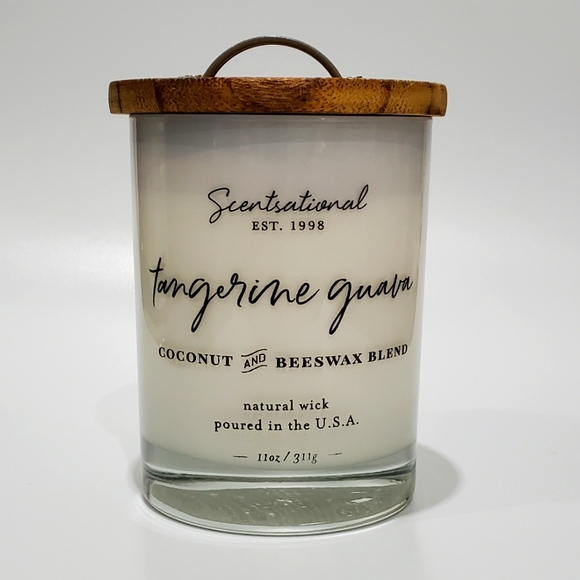 Scentsational
EST. 1998
tangerine guava
COCONUT AND BEESWAX BLEND
natural wick
poured in the U.S.A.
— 11oz / 311g —